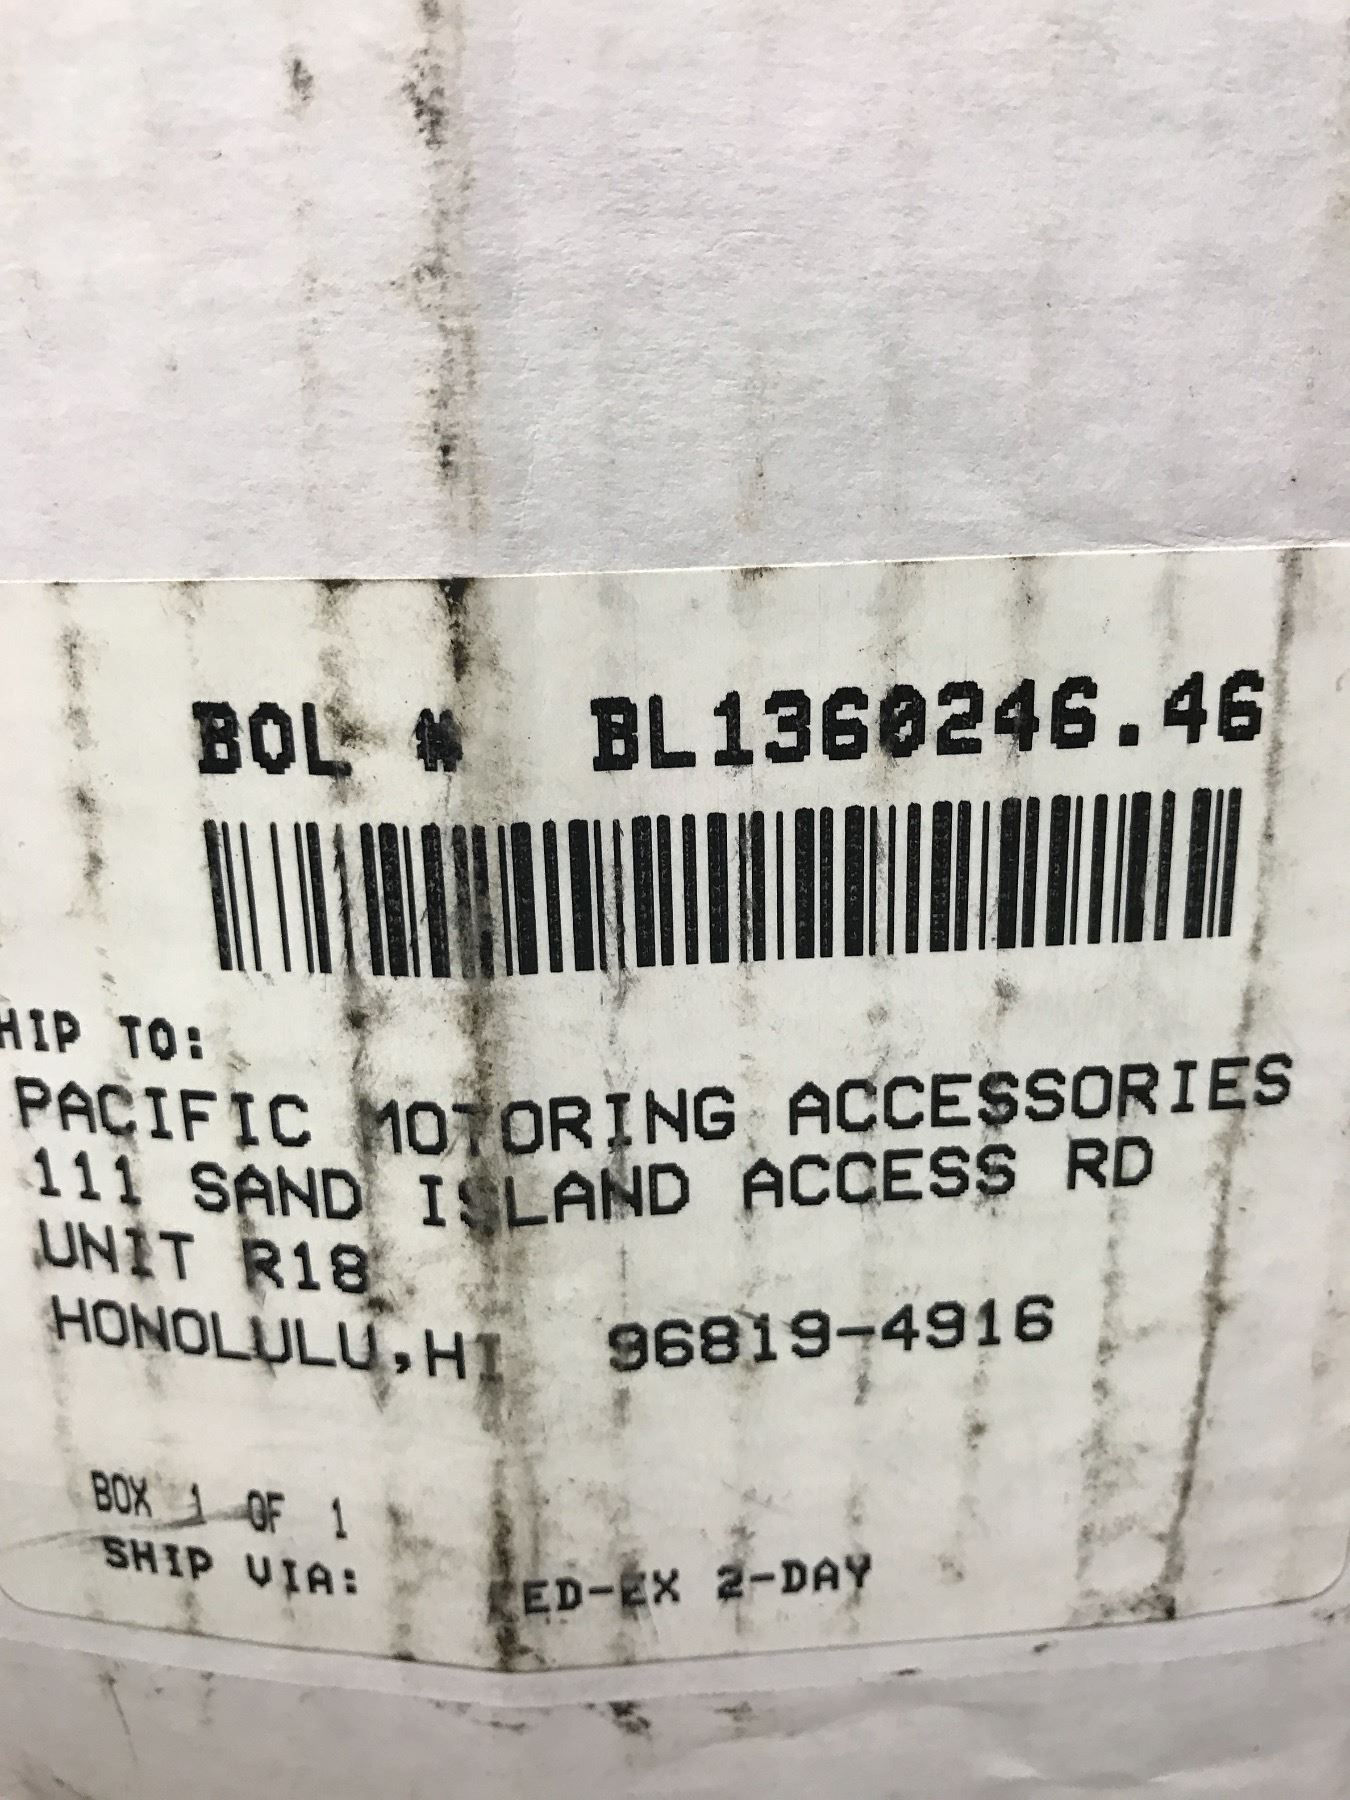 BOL # BL1360246.46
HIP TO:
PACIFIC MOTORING ACCESSORIES
111 SAND ISLAND ACCESS RD
UNIT R18
HONOLULU,HI 96819-4916
BOX 1 OF 1
SHIP VIA: ED-EX 2-DAY